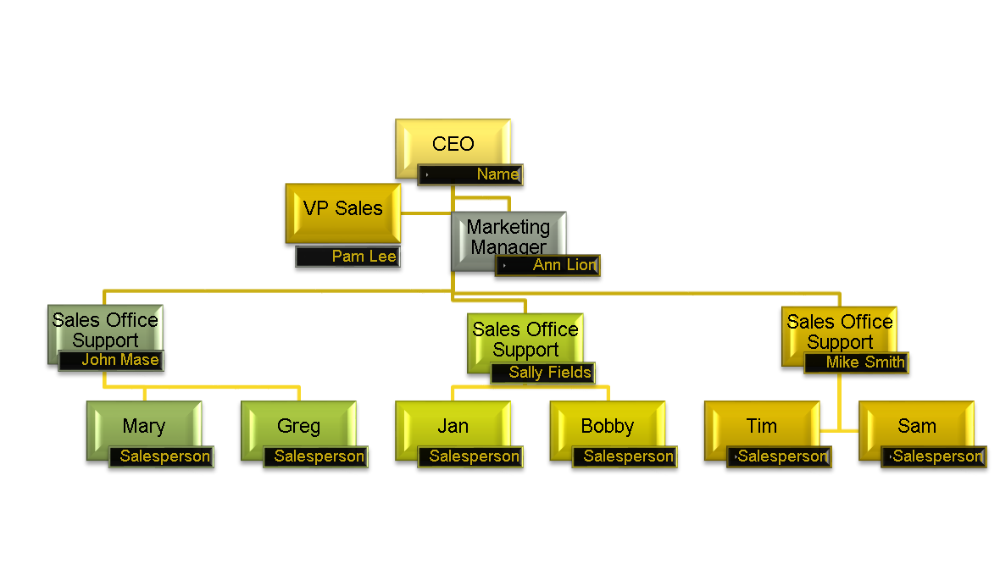 CEO
Name
VP Sales
Pam Lee
Marketing
Manager
Ann Lion
Sales Office
Support
John Mase
Sales Office
Support
Sally Fields
Sales Office
Support
Mike Smith
Mary
Salesperson
Greg
Salesperson
Jan
Salesperson
Bobby
Salesperson
Tim
Salesperson
Sam
Salesperson